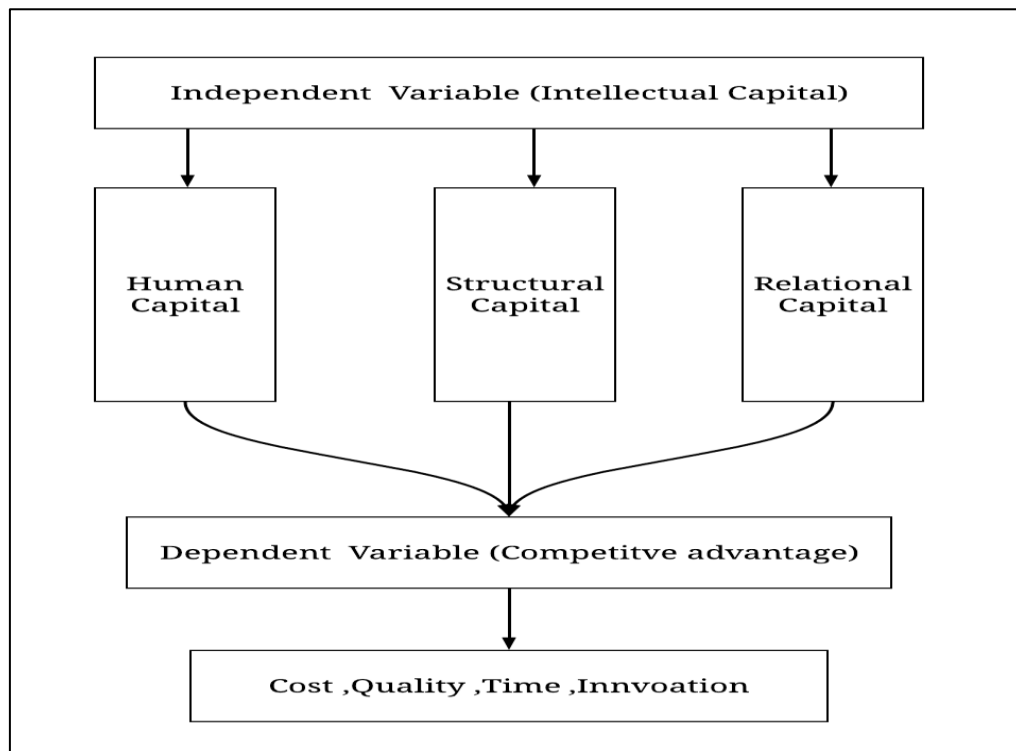 Independent Variable (Intellectual Capital)
Human
Capital
Structural
Capital
Relational
Capital
Dependent Variable (Competitve advantage)
Cost ,Quality ,Time ,Innvoation